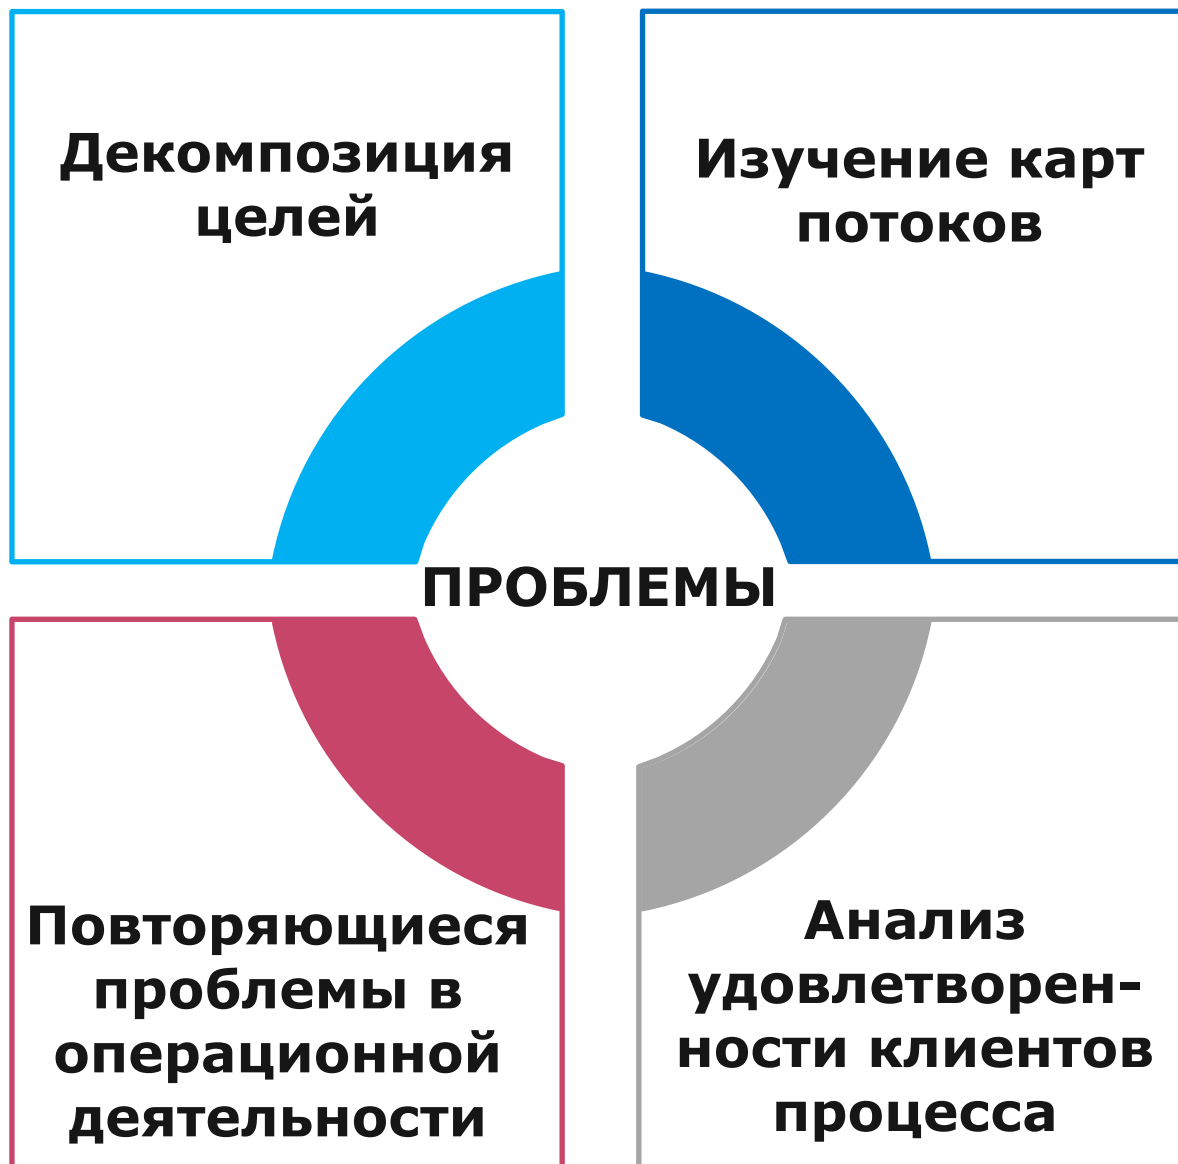 Декомпозиция
целей
Изучение карт
потоков
ПРОБЛЕМЫ
Повторяющиеся
проблемы в
операционной
деятельности
Анализ
удовлетворен-
ности клиентов
процесса